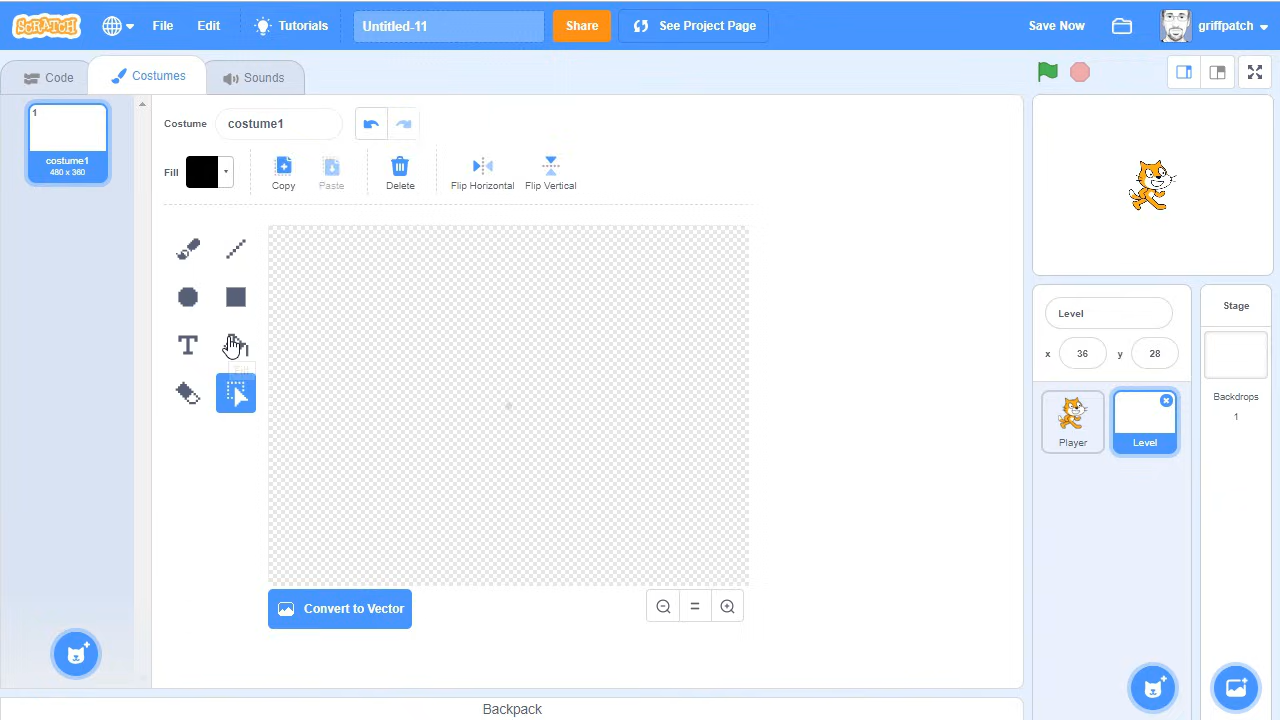 SCRATCH File Edit Tutorials Untitled-11 Share See Project Page Save Now griffpatch
Code Costumes Sounds
1
costume1
480 x 360
Costume costume1
Fill Copy Paste Delete Flip Horizontal Flip Vertical
T
Fill
Convert to Vector =
Level
x 36 y 28
Player Level
Stage
Backdrops
1
Backpack